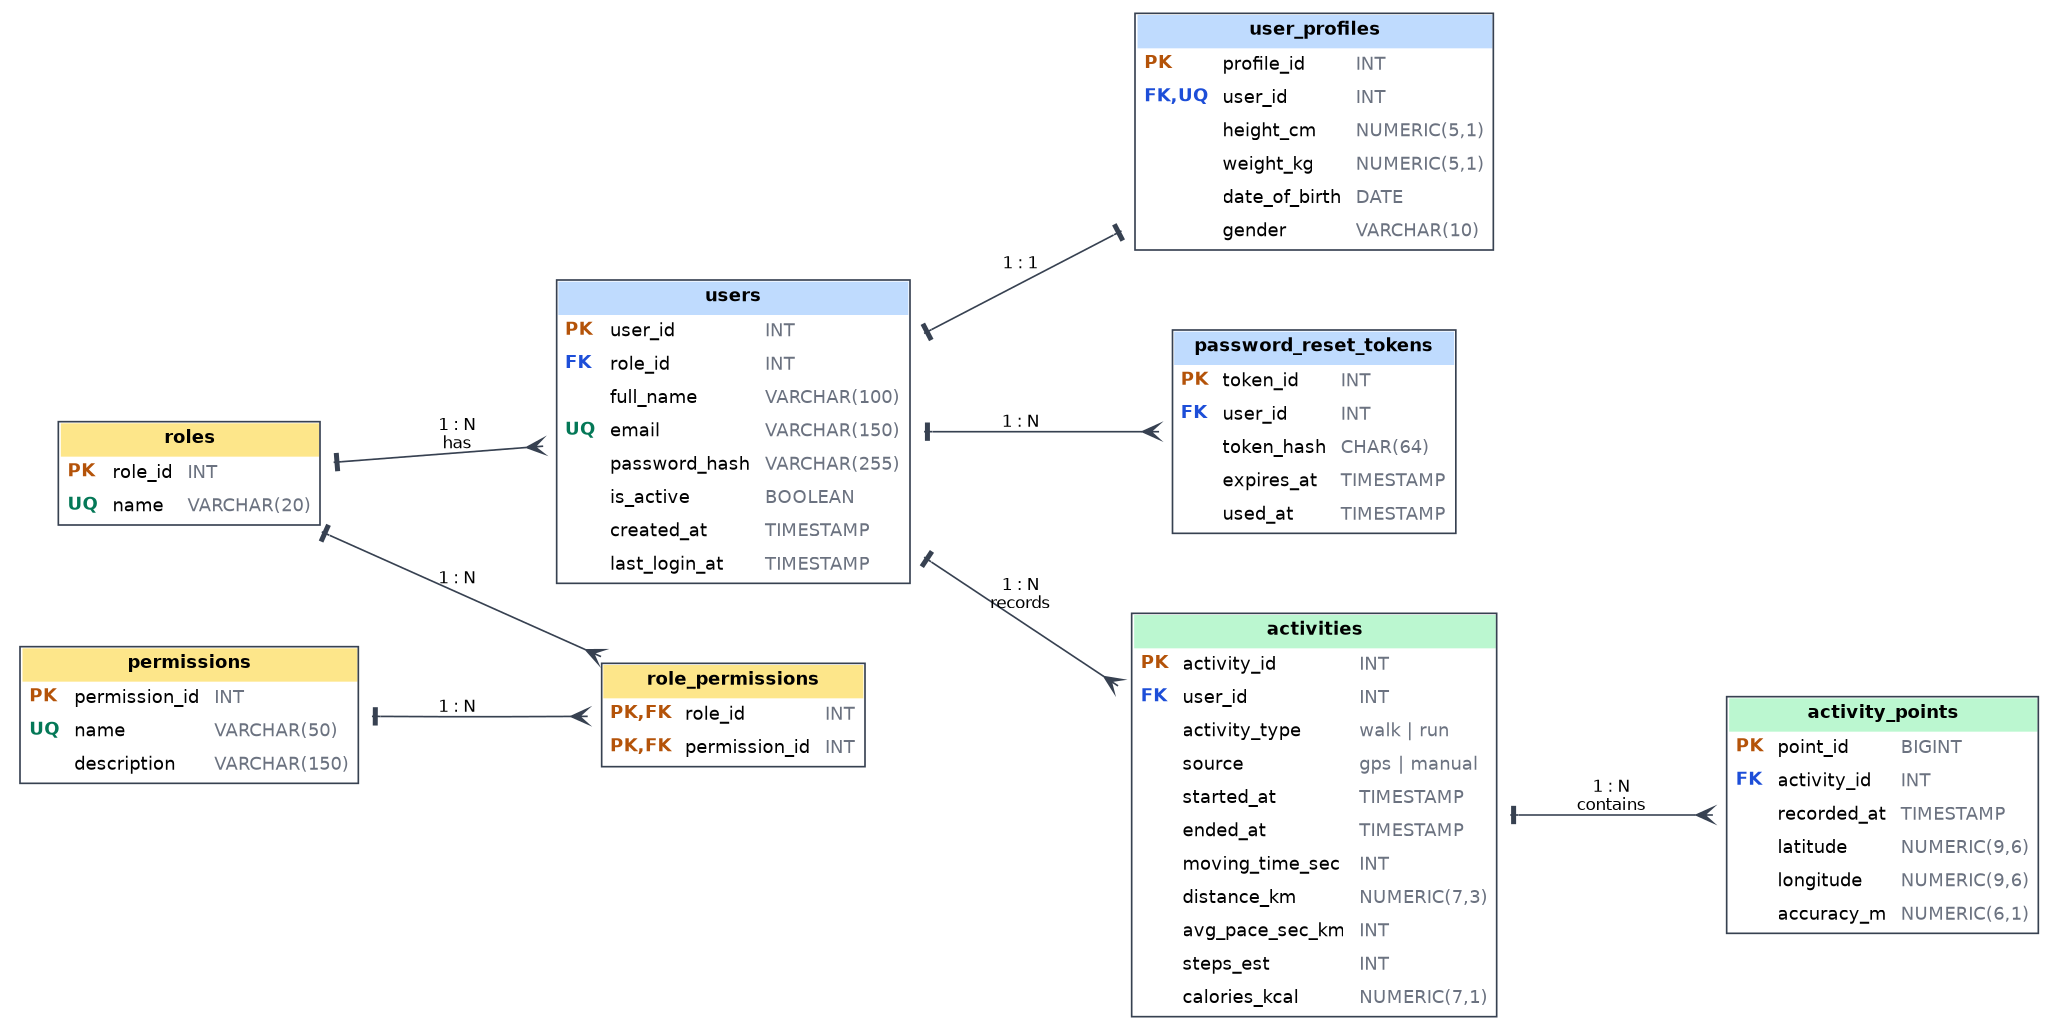 user_profiles
PK profile_id INT
FK,UQ user_id INT
height_cm NUMERIC(5,1)
weight_kg NUMERIC(5,1)
date_of_birth DATE
gender VARCHAR(10)
1 : 1
users
PK user_id INT
FK role_id INT
full_name VARCHAR(100)
UQ email VARCHAR(150)
password_hash VARCHAR(255)
is_active BOOLEAN
created_at TIMESTAMP
last_login_at TIMESTAMP
password_reset_tokens
PK token_id INT
FK user_id INT
token_hash CHAR(64)
expires_at TIMESTAMP
used_at TIMESTAMP
1 : N
1 : N
has
roles
PK role_id INT
UQ name VARCHAR(20)
1 : N
1 : N
records
permissions
PK permission_id INT
UQ name VARCHAR(50)
description VARCHAR(150)
1 : N
role_permissions
PK,FK role_id INT
PK,FK permission_id INT
activities
PK activity_id INT
FK user_id INT
activity_type walk | run
source gps | manual
started_at TIMESTAMP
ended_at TIMESTAMP
moving_time_sec INT
distance_km NUMERIC(7,3)
avg_pace_sec_km INT
steps_est INT
calories_kcal NUMERIC(7,1)
1 : N
contains
activity_points
PK point_id BIGINT
FK activity_id INT
recorded_at TIMESTAMP
latitude NUMERIC(9,6)
longitude NUMERIC(9,6)
accuracy_m NUMERIC(6,1)